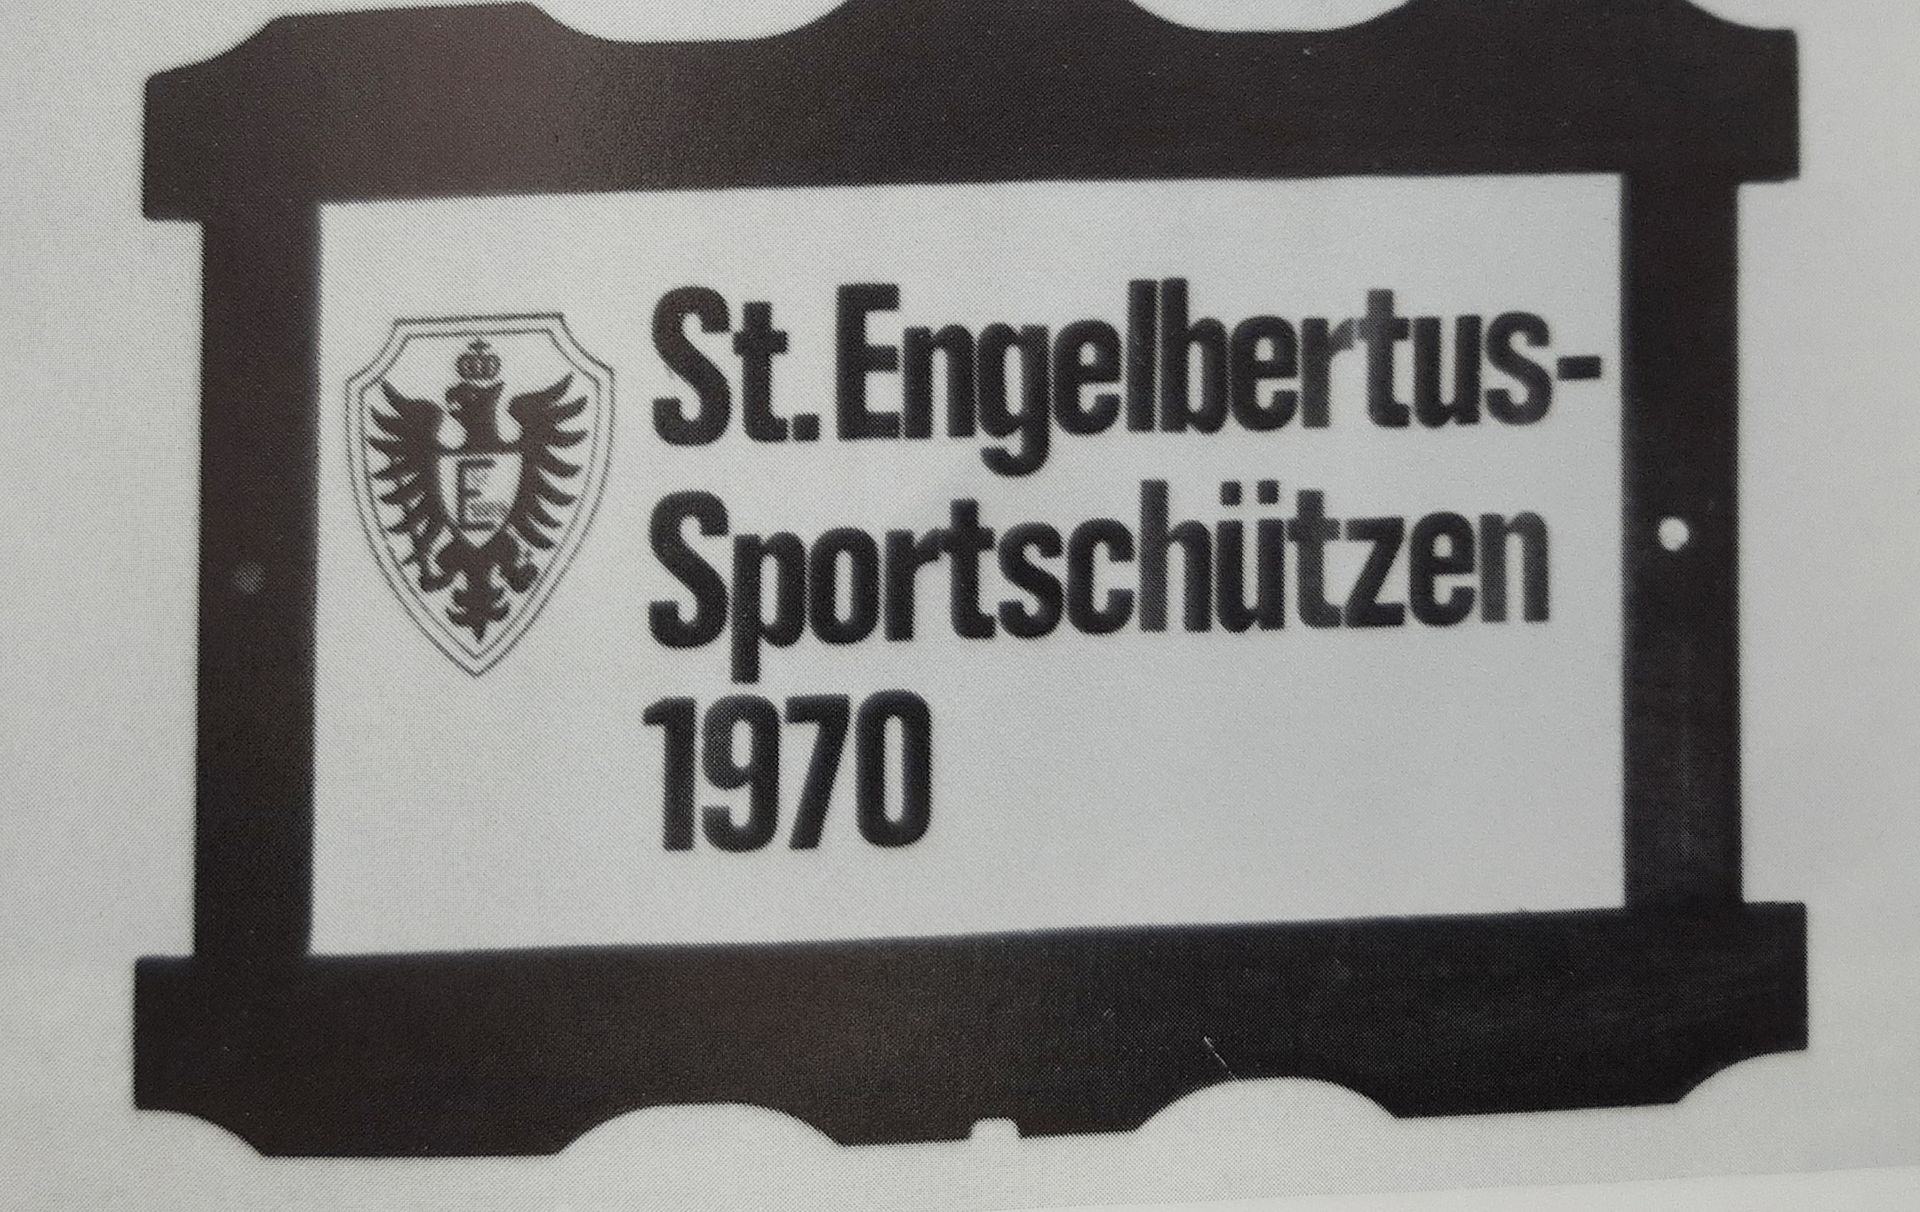 St. Engelbertus-
Sportschützen
1970
E